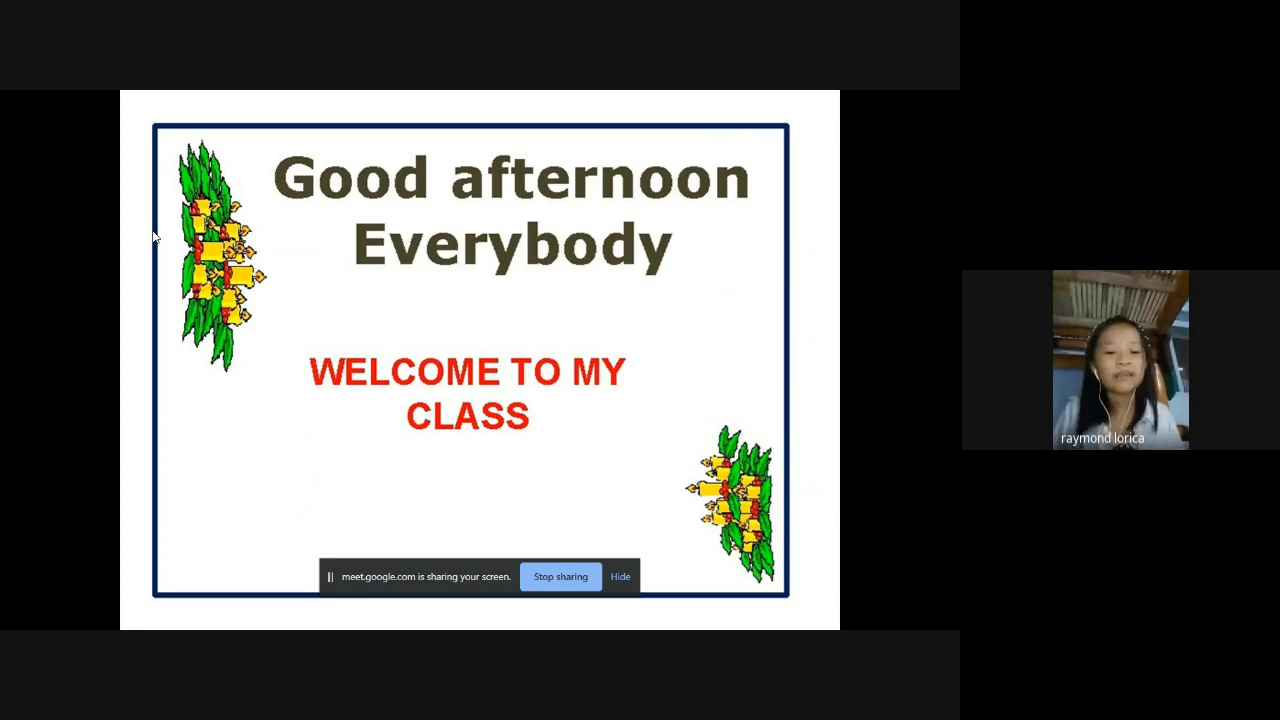 Good afternoon
Everybody
WELCOME TO MY
CLASS
meet.google.com is sharing your screen. Stop sharing Hide
raymond lorica